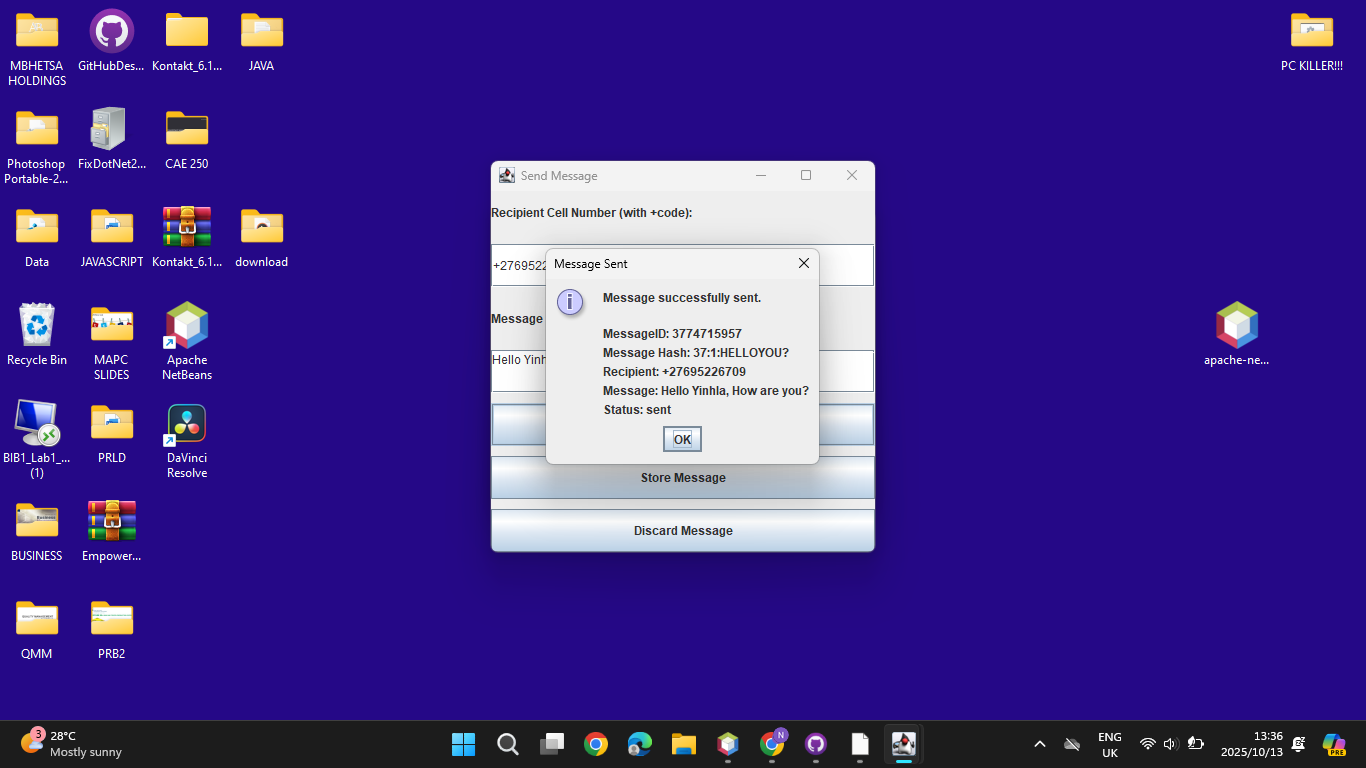 MBHETSA
HOLDINGS
GitHubDes...
Kontakt_6.1...
JAVA
PC KILLER!!!
Photoshop
Portable-2...
FixDotNet2...
CAE 250
Data
JAVASCRIPT
Kontakt_6.1...
download
Recycle Bin
MAPC
SLIDES
Apache
NetBeans
apache-ne...
BIB1_Lab1_...
(1)
PRLD
DaVinci
Resolve
BUSINESS
Empower...
QMM
PRB2
Send Message
Recipient Cell Number (with +code):
+2769522
Message
Hello Yinh
Message Sent
Message successfully sent.
MessageID: 3774715957
Message Hash: 37:1:HELLOYOU?
Recipient: +27695226709
Message: Hello Yinhla, How are you?
Status: sent
OK
Store Message
Discard Message
3
28°C
Mostly sunny
N
ENG
UK
13:36
2025/10/13
PRE